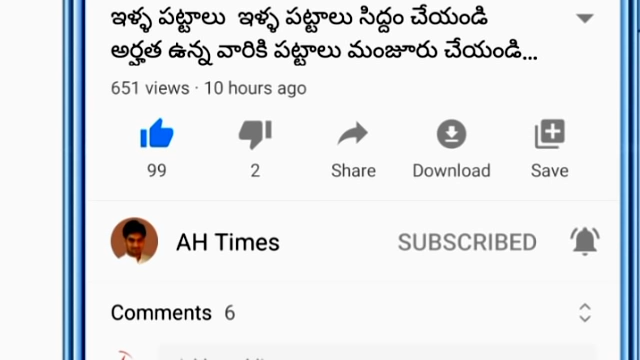 ఇళ్ళ పట్టాలు ఇళ్ళ పట్టాలు సిద్దం చేయండి
అర్హత ఉన్న వారికి పట్టాలు మంజూరు చేయండి...
651 views · 10 hours ago
99 2 Share Download Save
AH Times SUBSCRIBED
Comments 6